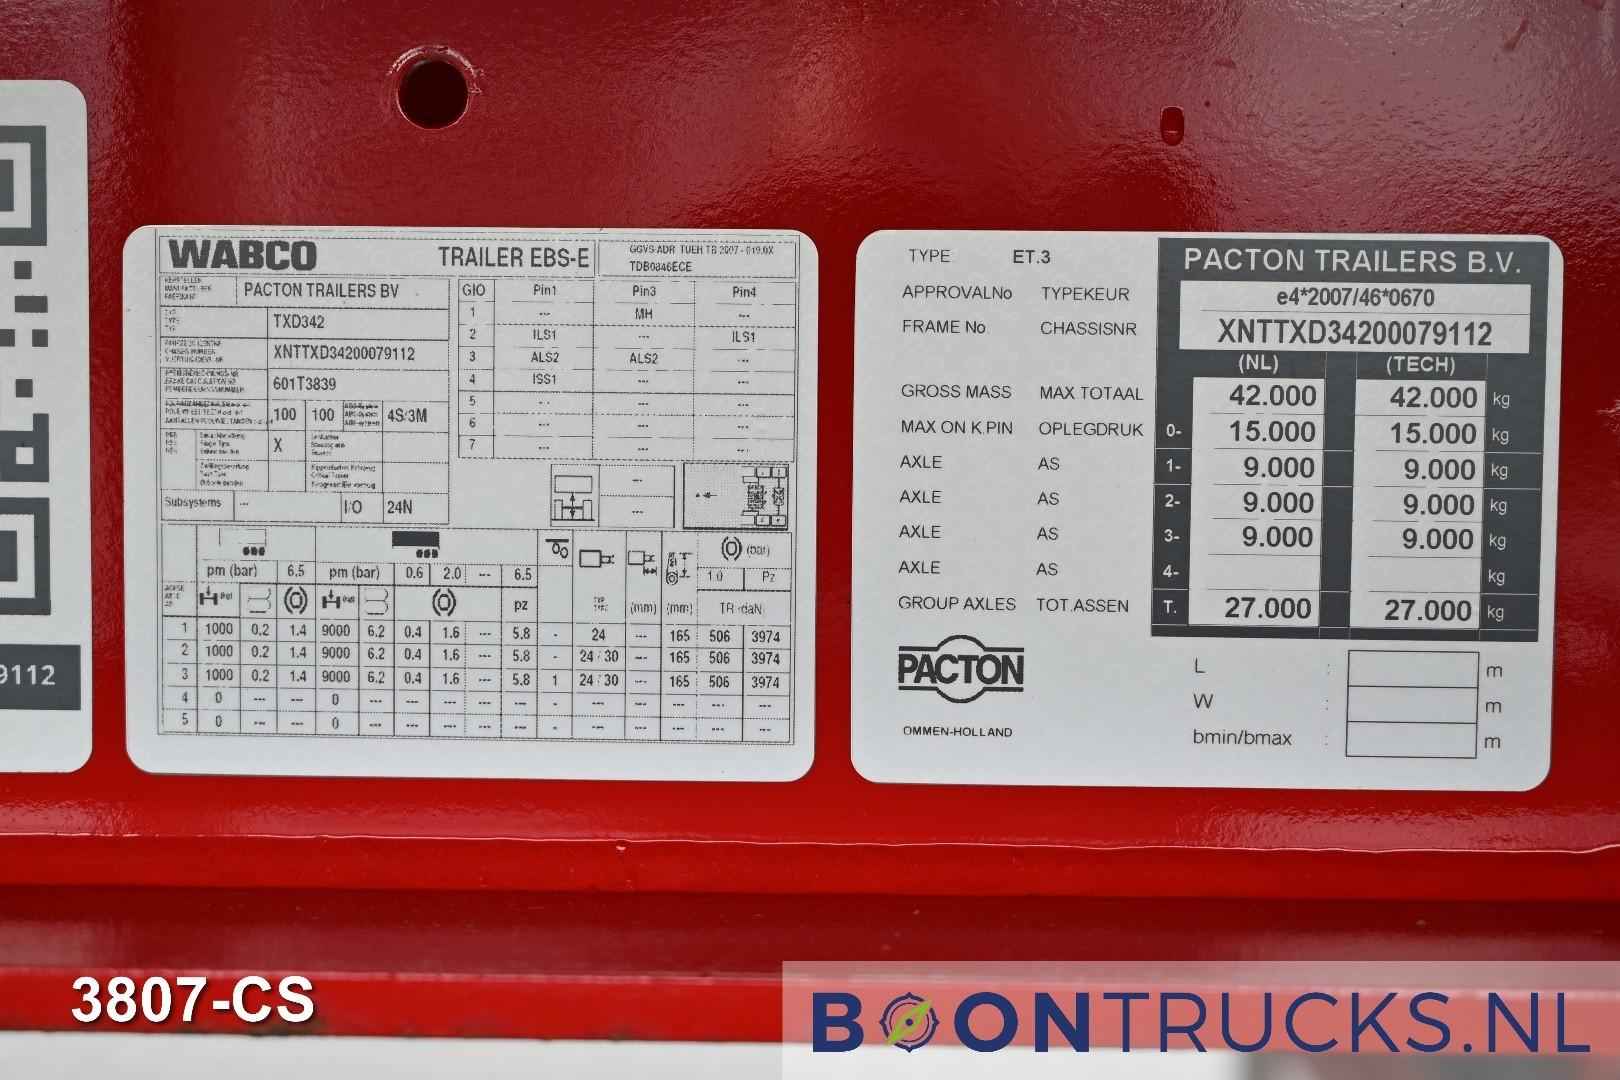 9112
WABCO TRAILER EBS-E
TDB0846ECE
PACTON TRAILERS BV
TXD342
XNTTXD34200079112
601T3839
100 100 4S/3M
X
Subsystems --- I/O 24N
GIO Pin1 Pin3 Pin4
1 --- MH
2 ILS1 --- ILS1
3 ALS2 ALS2 ---
4 ISS1 --- ---
5 --- --- ---
6 --- --- ---
7 --- --- ---
---
---
(bar)
pm (bar) 6.5 pm (bar) 0.6 2.0 --- 6.5 1.0 Pz
pz (mm) (mm) TR (daN)
1 1000 0.2 1.4 9000 6.2 0.4 1.6 --- 5.8 - 24 --- 165 506 3974
2 1000 0.2 1.4 9000 6.2 0.4 1.6 --- 5.8 - 24 / 30 --- 165 506 3974
3 1000 0.2 1.4 9000 6.2 0.4 1.6 --- 5.8 1 24 / 30 --- 165 506 3974
4 0 --- --- 0 --- --- --- --- --- - --- --- --- --- ---
5 0 --- --- 0 --- --- --- --- --- - --- --- --- --- ---
TYPE ET.3 PACTON TRAILERS B.V.
APPROVALNo TYPEKEUR e4*2007/46*0670
FRAME No. CHASSISNR XNTTXD34200079112
(NL) (TECH)
GROSS MASS MAX TOTAAL 42.000 42.000 kg
MAX ON K.PIN OPLEGDRUK 0- 15.000 15.000 kg
AXLE AS 1- 9.000 9.000 kg
AXLE AS 2- 9.000 9.000 kg
AXLE AS 3- 9.000 9.000 kg
AXLE AS 4- kg
GROUP AXLES TOT.ASSEN T. 27.000 27.000 kg
PACTON
OMMEN-HOLLAND
L : m
W : m
bmin/bmax : m
3807-CS
BOONTRUCKS.NL